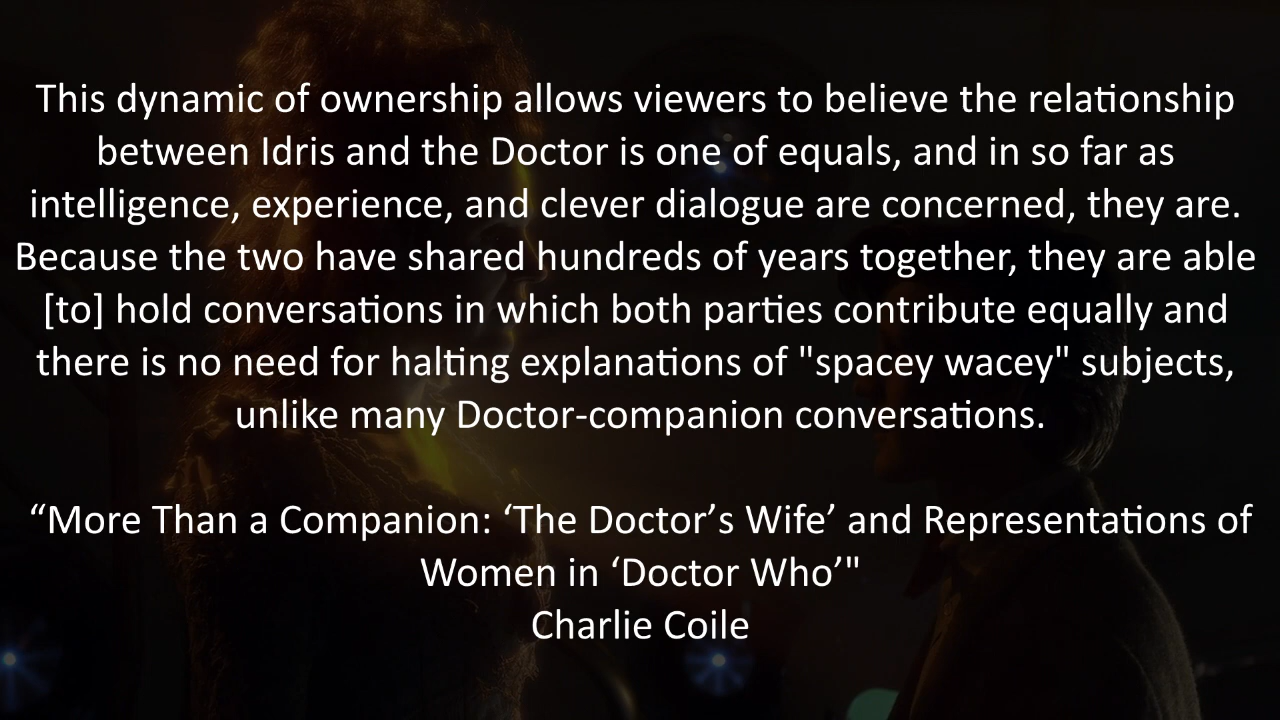 This dynamic of ownership allows viewers to believe the relationship
between Idris and the Doctor is one of equals, and in so far as
intelligence, experience, and clever dialogue are concerned, they are.
Because the two have shared hundreds of years together, they are able
[to] hold conversations in which both parties contribute equally and
there is no need for halting explanations of "spacey wacey" subjects,
unlike many Doctor-companion conversations.
“More Than a Companion: ‘The Doctor’s Wife’ and Representations of
Women in ‘Doctor Who’"
Charlie Coile